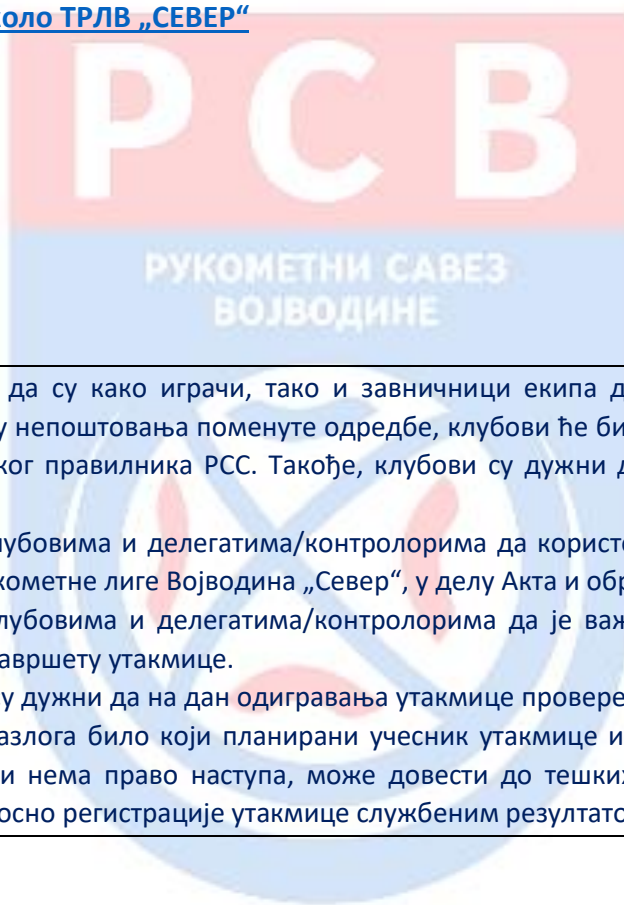 коло ТРЛВ „СЕВЕР“
РСВ
РУКОМЕТНИ САВЕЗ
ВОЈВОДИНЕ
да су како играчи, тако и завничници екипа д
у непоштовања поменуте одредбе, клубови ће би
ког правилника РСС. Такође, клубови су дужни д
лубовима и делегатима/контролорима да користе
кометне лиге Војводина „Север“, у делу Акта и обр
лубовима и делегатима/контролорима да је важ
авршету утакмице.
у дужни да на дан одигравања утакмице провере
азлога било који планирани учесник утакмице и
и нема право наступа, може довести до тешких
осно регистрације утакмице службеним резултато